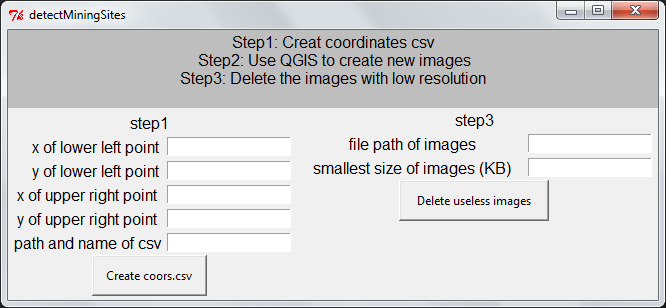 detectMiningSites
Step1: Creat coordinates csv
Step2: Use QGIS to create new images
Step3: Delete the images with low resolution
step1
x of lower left point
y of lower left point
x of upper right point
y of upper right point
path and name of csv
Create coors.csv
step3
file path of images
smallest size of images (KB)
Delete useless images